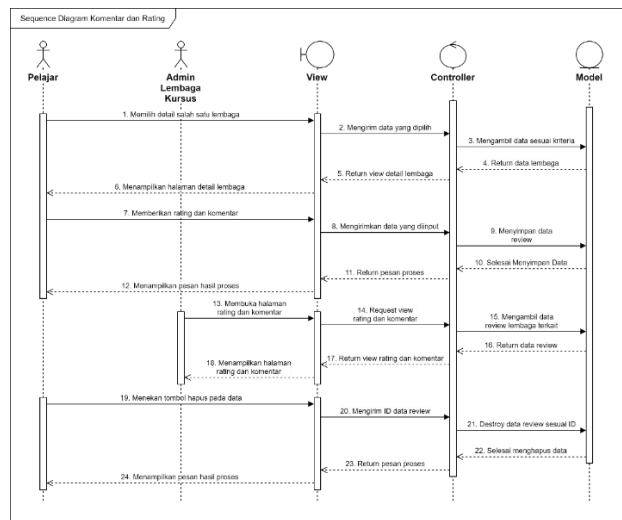 Sequence Diagram Komentar dan Rating
Pelajar
Admin
Lembaga
Kursus
View
Controller
Model
1. Memilih detail salah satu lembaga
2. Mengirim data yang dipilih
3. Mengambil data sesuai kriteria
4. Return data lembaga
5. Return view detail lembaga
6. Menampilkan halaman detail lembaga
7. Memberikan rating dan komentar
8. Mengirimkan data yang diinput
9. Menyimpan data
review
10. Selesai Menyimpan Data
11. Return pesan proses
12. Menampilkan pesan hasil proses
13. Membuka halaman
rating dan komentar
14. Request view
rating dan komentar
15. Mengambil data
review lembaga terkait
16. Return data review
17. Return view rating dan komentar
18. Menampilkan halaman
rating dan komentar
19. Menekan tombol hapus pada data
20. Mengirim ID data review
21. Destroy data review sesuai ID
22. Selesai menghapus data
23. Return pesan proses
24. Menampilkan pesan hasil proses